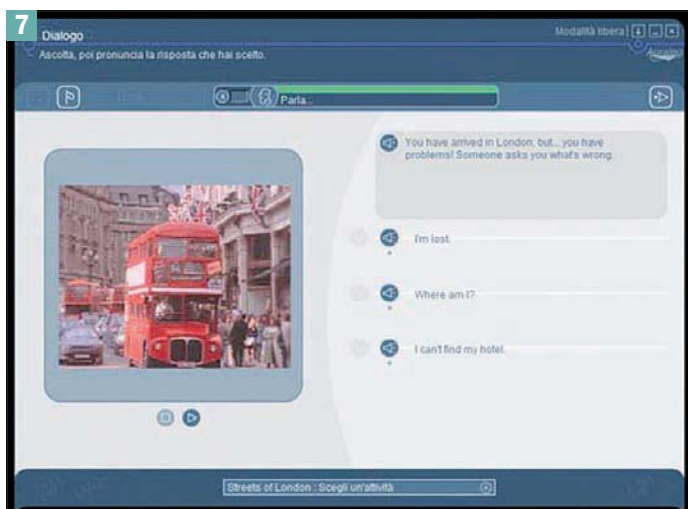 7
Dialogo
Modalità libera
Ascolta, poi pronuncia la risposta che hai scelto.
Auralog
Parla...
You have arrived in London, but... you have
problems! Someone asks you what's wrong.
I'm lost.
Where am I?
I can't find my hotel.
Streets of London : Scegli un'attività